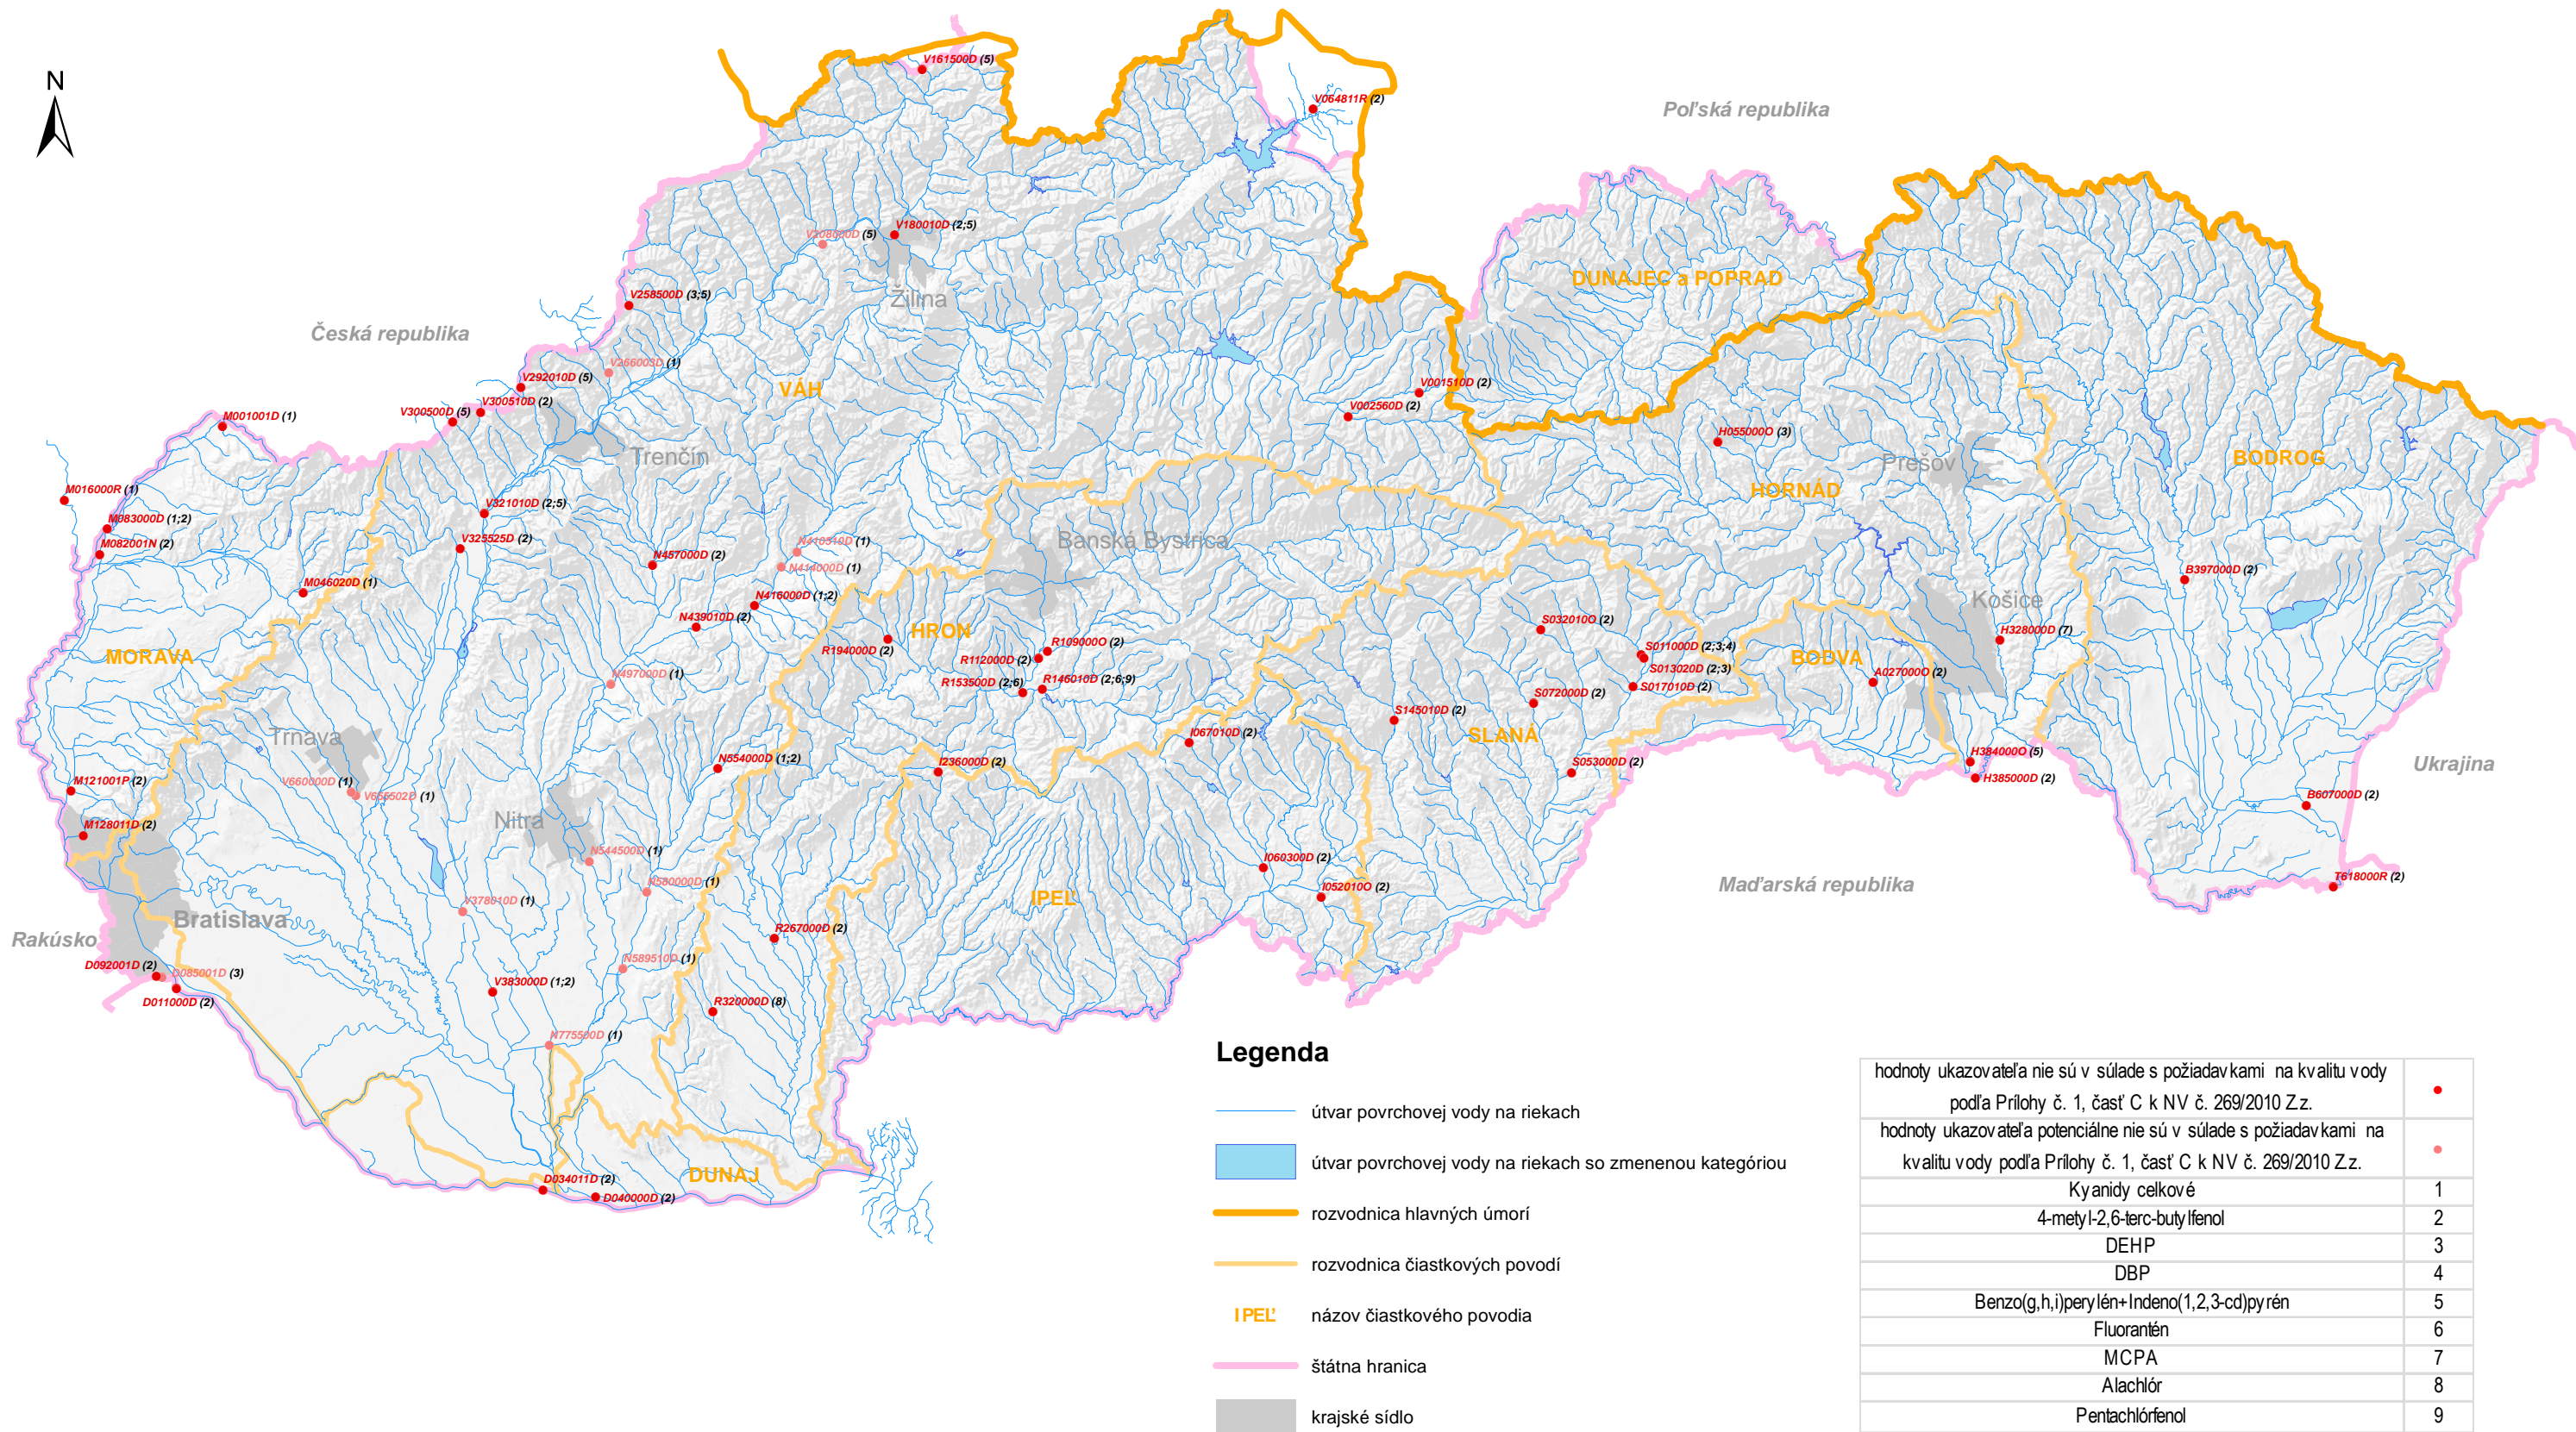 N
V161500D (5)
V064811R (2)
Poľská republika
V208000D (5)
V180010D (2;5)
DUNAJEC a POPRAD
Žilina
V258500D (3;5)
Česká republika
V266003D (1)
V292010D (5)
VÁH
V001510D (2)
V300500D (5)
V300510D (2)
V002560D (2)
M001001D (1)
H055000O (3)
Trenčín
Prešov
BODROG
M016000R (1)
HORNÁD
V321010D (2;5)
M083000D (1;2)
M082001N (2)
V325525D (2)
N410510D (1)
Banská Bystrica
N457000D (2)
N414000D (1)
B397000D (2)
M046020D (1)
N416000D (1;2)
Košice
N439010D (2)
HRON
S032010O (2)
H328000D (7)
R109000O (2)
R194000D (2)
R112000D (2)
S011000D (2;3;4)
MORAVA
BODVA
S013020D (2;3)
A027000O (2)
N497000D (1)
R153500D (2;6)
R146010D (2;6;9)
S017010D (2)
S072000D (2)
S145010D (2)
Trnava
I067010D (2)
SLANÁ
N554000D (1;2)
I236000D (2)
S053000D (2)
H384000O (5)
H385000D (2)
Ukrajina
M121001P (2)
V660000D (1)
V655502D (1)
B607000D (2)
M128011D (2)
Nitra
N544500D (1)
I060300D (2)
T618000R (2)
N580000D (1)
I052010O (2)
Maďarská republika
V378010D (1)
IPEĽ
Bratislava
Rakúsko
R267000D (2)
N589510D (1)
D092001D (2)
D085001D (3)
V383000D (1;2)
D011000D (2)
R320000D (8)
N775500D (1)
DUNAJ
D034011D (2)
D040000D (2)
Legenda
útvar povrchovej vody na riekach
útvar povrchovej vody na riekach so zmenenou kategóriou
rozvodnica hlavných úmorí
rozvodnica čiastkových povodí
IPEĽ názov čiastkového povodia
štátna hranica
krajské sídlo
hodnoty ukazovateľa nie sú v súlade s požiadavkami na kvalitu vody
podľa Prílohy č. 1, časť C k NV č. 269/2010 Z.z.
hodnoty ukazovateľa potenciálne nie sú v súlade s požiadavkami na
kvalitu vody podľa Prílohy č. 1, časť C k NV č. 269/2010 Z.z.
Kyanidy celkové 1
4-metyl-2,6-terc-butylfenol 2
DEHP 3
DBP 4
Benzo(g,h,i)perylén+Indeno(1,2,3-cd)pyrén 5
Fluorantén 6
MCPA 7
Alachlór 8
Pentachlórfenol 9